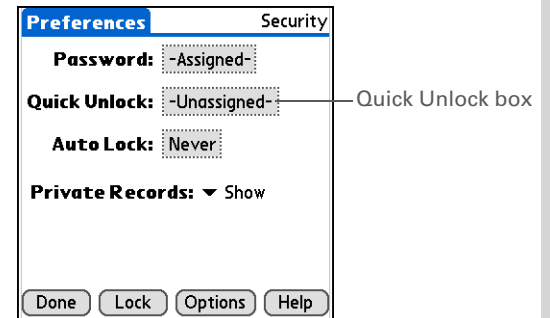 Preferences Security
Password: -Assigned-
Quick Unlock: -Unassigned- Quick Unlock box
Auto Lock: Never
Private Records: Show
Done Lock Options Help